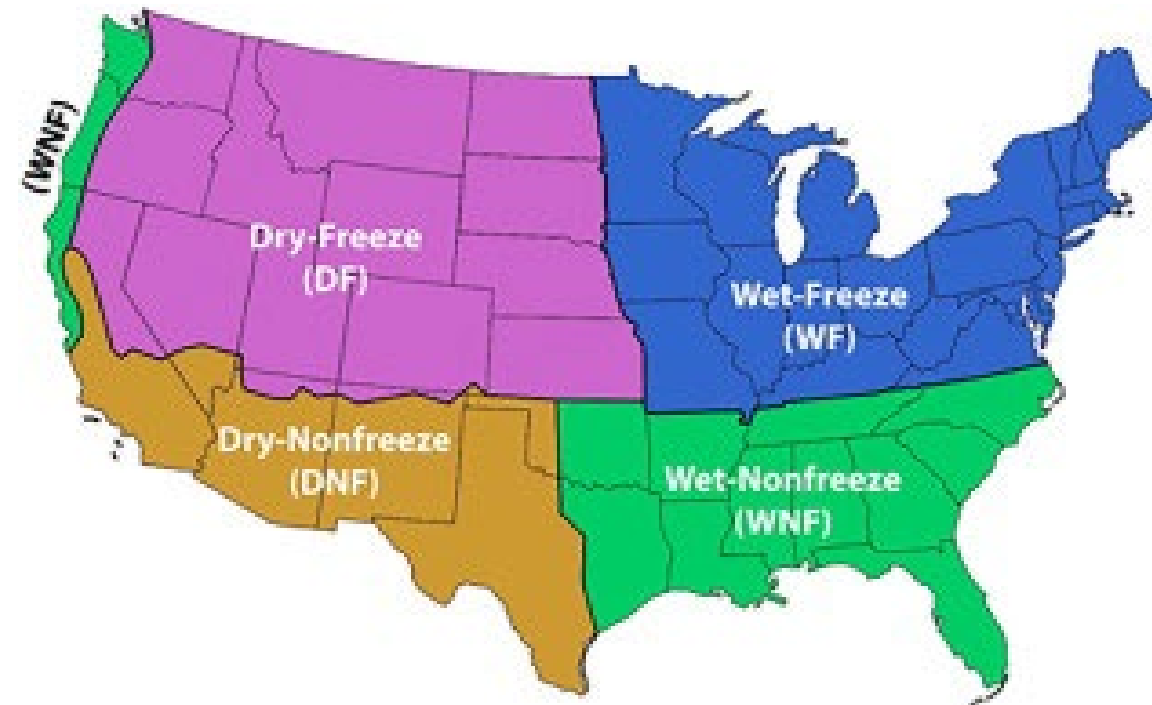 (WNF)
Dry-Freeze
(DF)
Wet-Freeze
(WF)
Dry-Nonfreeze
(DNF)
Wet-Nonfreeze
(WNF)